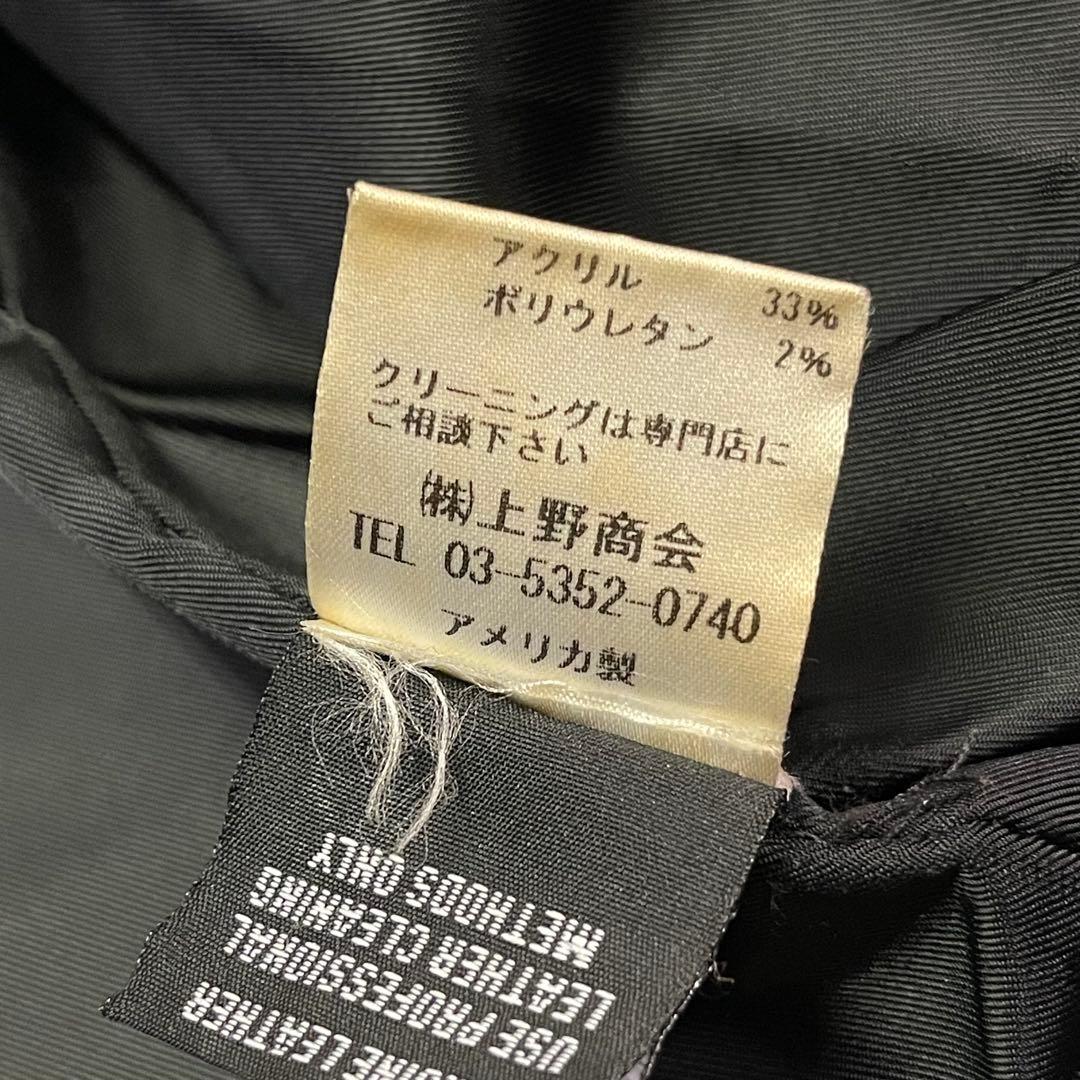 アクリル 33%
ポリウレタン 2%
クリーニングは専門店に
ご相談下さい
㈱上野商会
TEL 03-5352-0740
アメリカ製
LEATHER
USE PROFESSIONAL
LEATHER CLEANING
METHODS ONLY